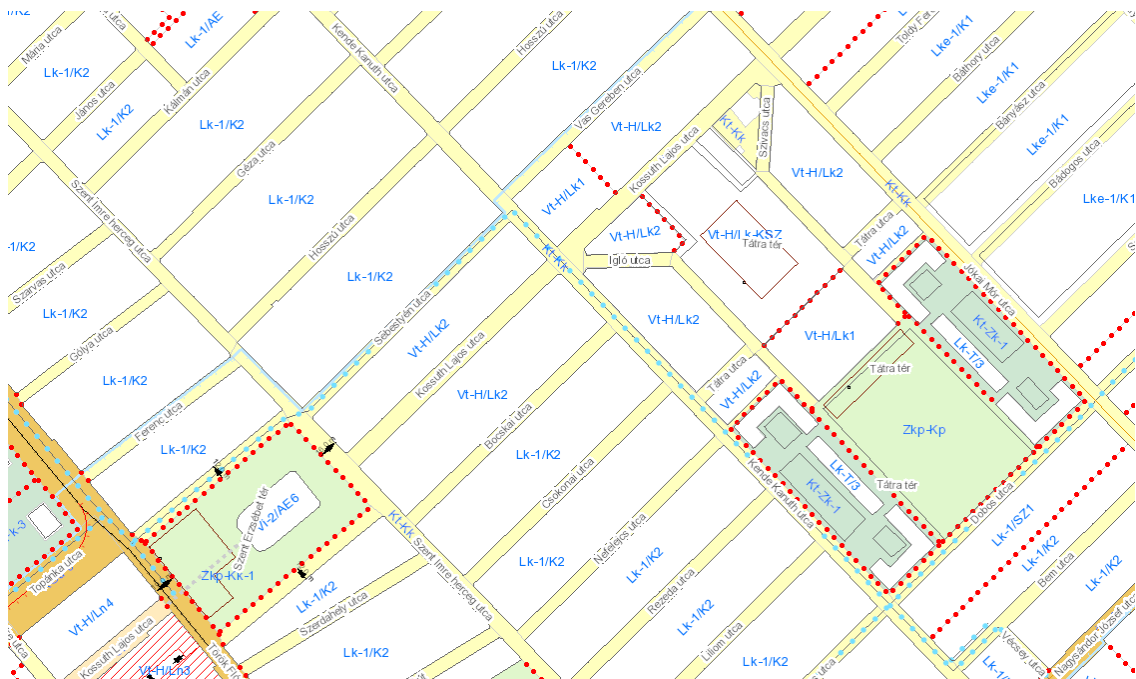 Mária utca
Lk-1/K2
Lk-1/AE
János utca
Lk-1/K2
Kálmán utca
Lk-1/K2
Géza utca
Kende Kanuth utca
Hosszú utca
Lk-1/K2
Vas Gereben utca
Vt-H/Lk2
Kossuth Lajos utca
Kt-Kk
Szivacs utca
Vt-H/Lk2
Lke-1/K1
Báthory utca
Lke-1/K1
Bányász utca
Lke-1/K1
Bádogos utca
Lke-1/K1
Kt-Kk
Szent Imre herceg utca
Lk-1/K2
Hosszú utca
Vt-H/Lk1
Vt-H/Lk2
Igló utca
Vt-H/Lk-KSZ
Tátra tér
Tátra utca
Vt-H/Lk2
Jókai Mór utca
-1/K2
Szarvas utca
Lk-1/K2
Gólya utca
Lk-1/K2
Sebestyén utca
Vt-H/Lk2
Kt-Kk
Vt-H/Lk2
Vt-H/Lk1
Kt-Zk-1
Lk-T/3
Lk-1/K2
Ferenc utca
Lk-1/K2
Kossuth Lajos utca
Vt-H/Lk2
Bocskai utca
Tátra utca
Vt-H/Lk2
Tátra tér
Zkp-Kp
Lk-1/K2
Csokonai utca
Kende Kanuth utca
Lk-T/3
Kt-Zk-1
Tátra tér
Dobos utca
Lk-1/SZ1
Lk-1/K2
Bem utca
Lk-1/K2
Szent Erzsébet tér
Vi-2/AE6
Zkp-Kk-1
Kt-Kk
Szent Imre herceg utca
Lk-1/K2
Nefelejcs utca
Lk-1/K2
Rezeda utca
Lk-1/K2
Liliom utca
Lk-1/K2
utca
Vécsey utca
Nagysándor József utca
Topánka utca
Vt-H/Ln4
Kossuth Lajos utca
Vt-H/Ln3
Lk-1/K2
Szerdahely utca
Lk-1/K2